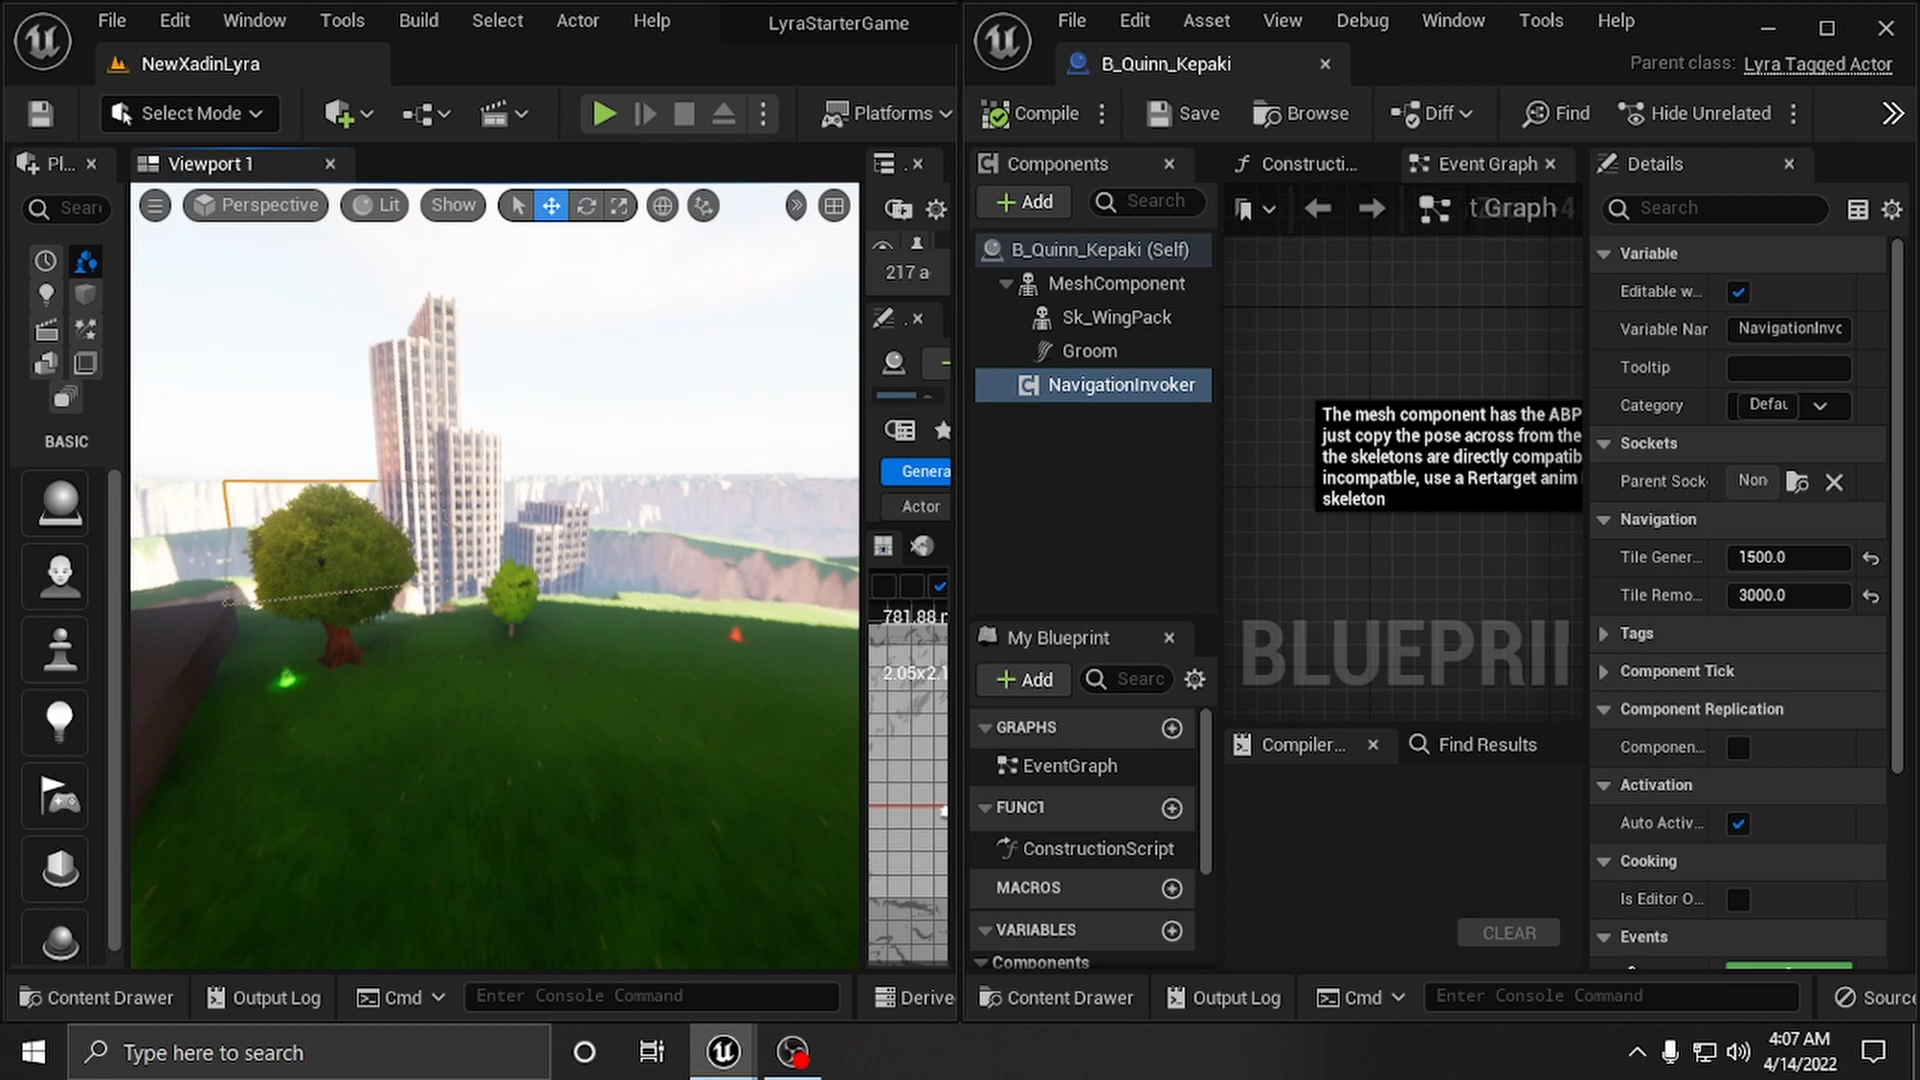 File Edit Window Tools Build Select Actor Help LyraStarterGame
NewXadinLyra
Select Mode
Platforms
Pl...
Viewport 1
Perspective
Lit
Show
217 a
BASIC
Genera
Actor
781.88
2.05x2.1
Content Drawer
Output Log
Cmd
Enter Console Command
Derive
File Edit Asset View Debug Window Tools Help
B_Quinn_Kepaki
Parent class: Lyra Tagged Actor
Compile
Save
Browse
Diff
Find
Hide Unrelated
Components
Add
Search
B_Quinn_Kepaki (Self)
MeshComponent
Sk_WingPack
Groom
NavigationInvoker
My Blueprint
Add
Searc
GRAPHS
EventGraph
FUNCT
ConstructionScript
MACROS
VARIABLES
Components
Constructi...
Event Graph
t Graph
The mesh component has the ABP
just copy the pose across from the
the skeletons are directly compatib
incompatble, use a Rertarget anim
skeleton
BLUEPRI
Compiler...
Find Results
CLEAR
Details
Search
Variable
Editable w...
Variable Nar NavigationInvc
Tooltip
Category Defau
Sockets
Parent Sock Non
Navigation
Tile Gener... 1500.0
Tile Remo... 3000.0
Tags
Component Tick
Component Replication
Componen...
Activation
Auto Activ...
Cooking
Is Editor O...
Events
Content Drawer
Output Log
Cmd
Enter Console Command
Source
Type here to search
4:07 AM
4/14/2022